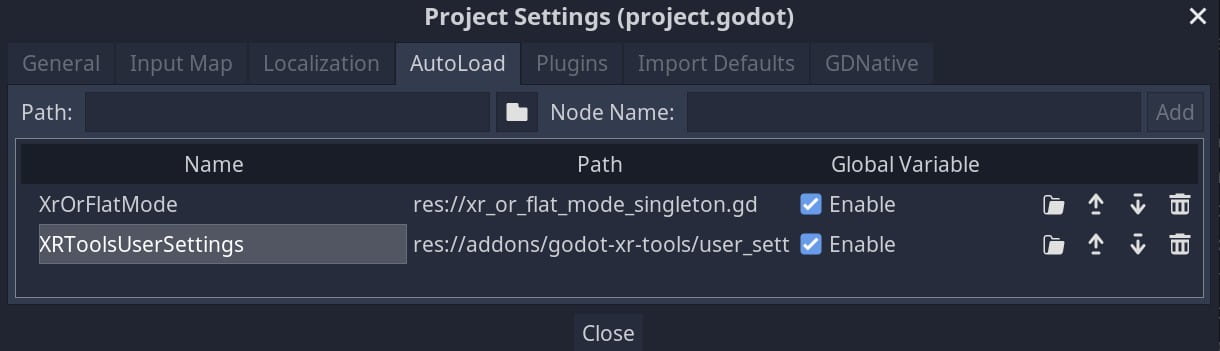 Project Settings (project.godot)
General Input Map Localization AutoLoad Plugins Import Defaults GDNative
Path: Node Name: Add
Name Path Global Variable
XrOrFlatMode res://xr_or_flat_mode_singleton.gd Enable
XRToolsUserSettings res://addons/godot-xr-tools/user_sett Enable
Close